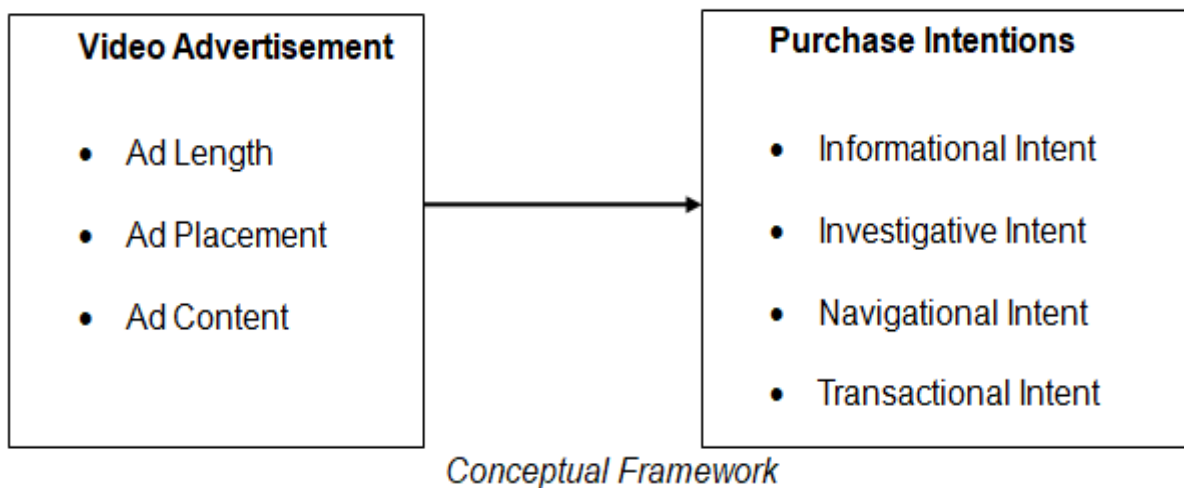 Video Advertisement
• Ad Length
• Ad Placement
• Ad Content
Purchase Intentions
• Informational Intent
• Investigative Intent
• Navigational Intent
• Transactional Intent
Conceptual Framework